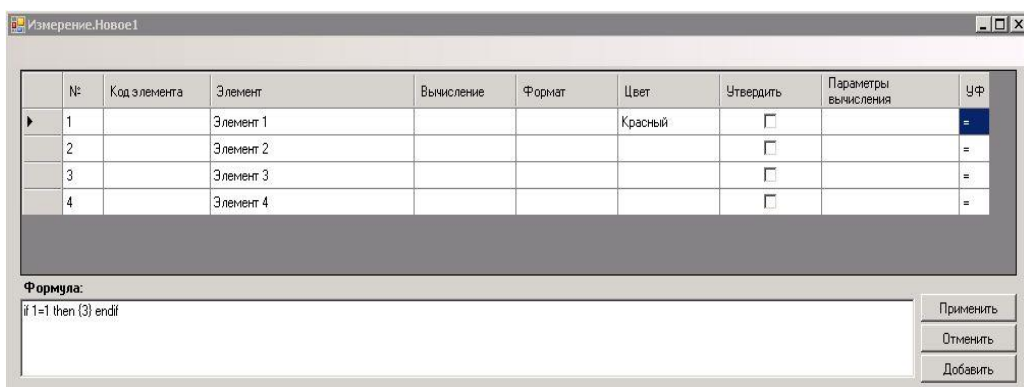 Измерение.Новое1
№ Код элемента Элемент Вычисление Формат Цвет Утвердить Параметры вычисления УФ
1 Элемент 1 Красный =
2 Элемент 2 =
3 Элемент 3 =
4 Элемент 4 =
Формула:
if 1=1 then {3} endif
Применить
Отменить
Добавить